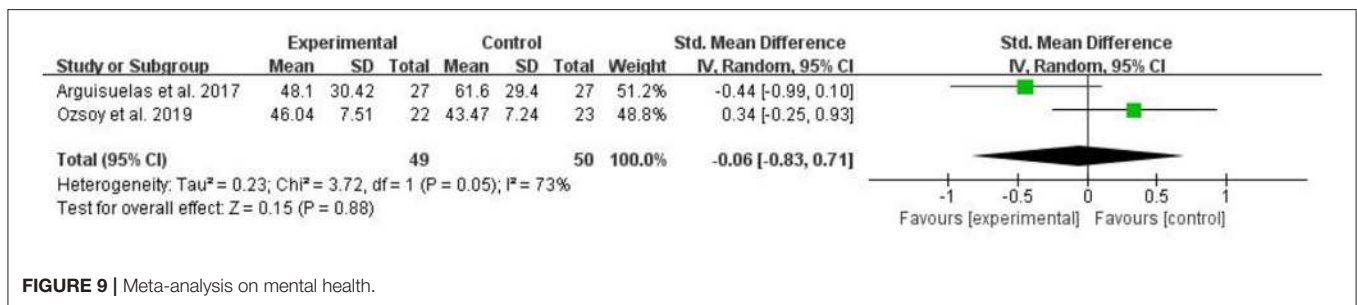 Experimental Control Std. Mean Difference Std. Mean Difference
Study or Subgroup Mean SD Total Mean SD Total Weight IV, Random, 95% CI IV, Random, 95% CI
Arguisuelas et al. 2017 48.1 30.42 27 61.6 29.4 27 51.2% -0.44 [-0.99, 0.10]
Ozsoy et al. 2019 46.04 7.51 22 43.47 7.24 23 48.8% 0.34 [-0.25, 0.93]
Total (95% CI) 49 50 100.0% -0.06 [-0.83, 0.71]
Heterogeneity: Tau² = 0.23; Chi² = 3.72, df = 1 (P = 0.05); I² = 73%
Test for overall effect: Z = 0.15 (P = 0.88)
-1 -0.5 0 0.5 1
Favours [experimental] Favours [control]
FIGURE 9 | Meta-analysis on mental health.